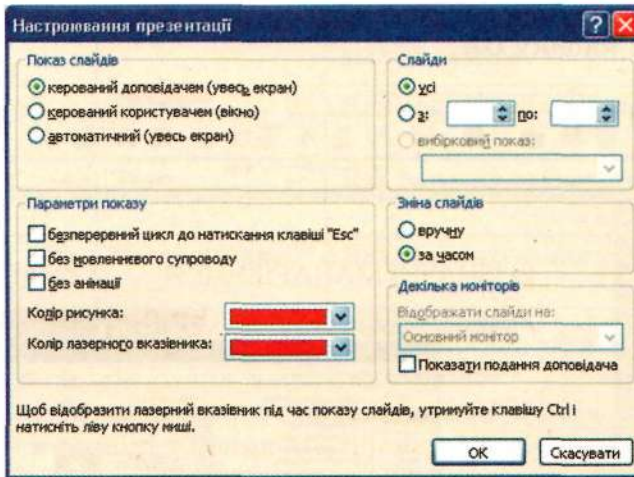 Настроювання презентації
Показ слайдів
керований доповідачем (увесь екран)
керований користувачем (вікно)
автоматичний (увесь екран)
Слайди
усі
з: по:
вибірковий показ:
Параметри показу
безперервний цикл до натискання клавіші "Esc"
без мовленнєвого супроводу
без анімації
Колір рисунка:
Колір лазерного вказівника:
Зміна слайдів
вручну
за часом
Декілька моніторів
Відображати слайди на:
Основний монітор
Показати подання доповідача
Щоб відобразити лазерний вказівник під час показу слайдів, утримуйте клавішу Ctrl і
натисніть ліву кнопку миші.
ОК Скасувати